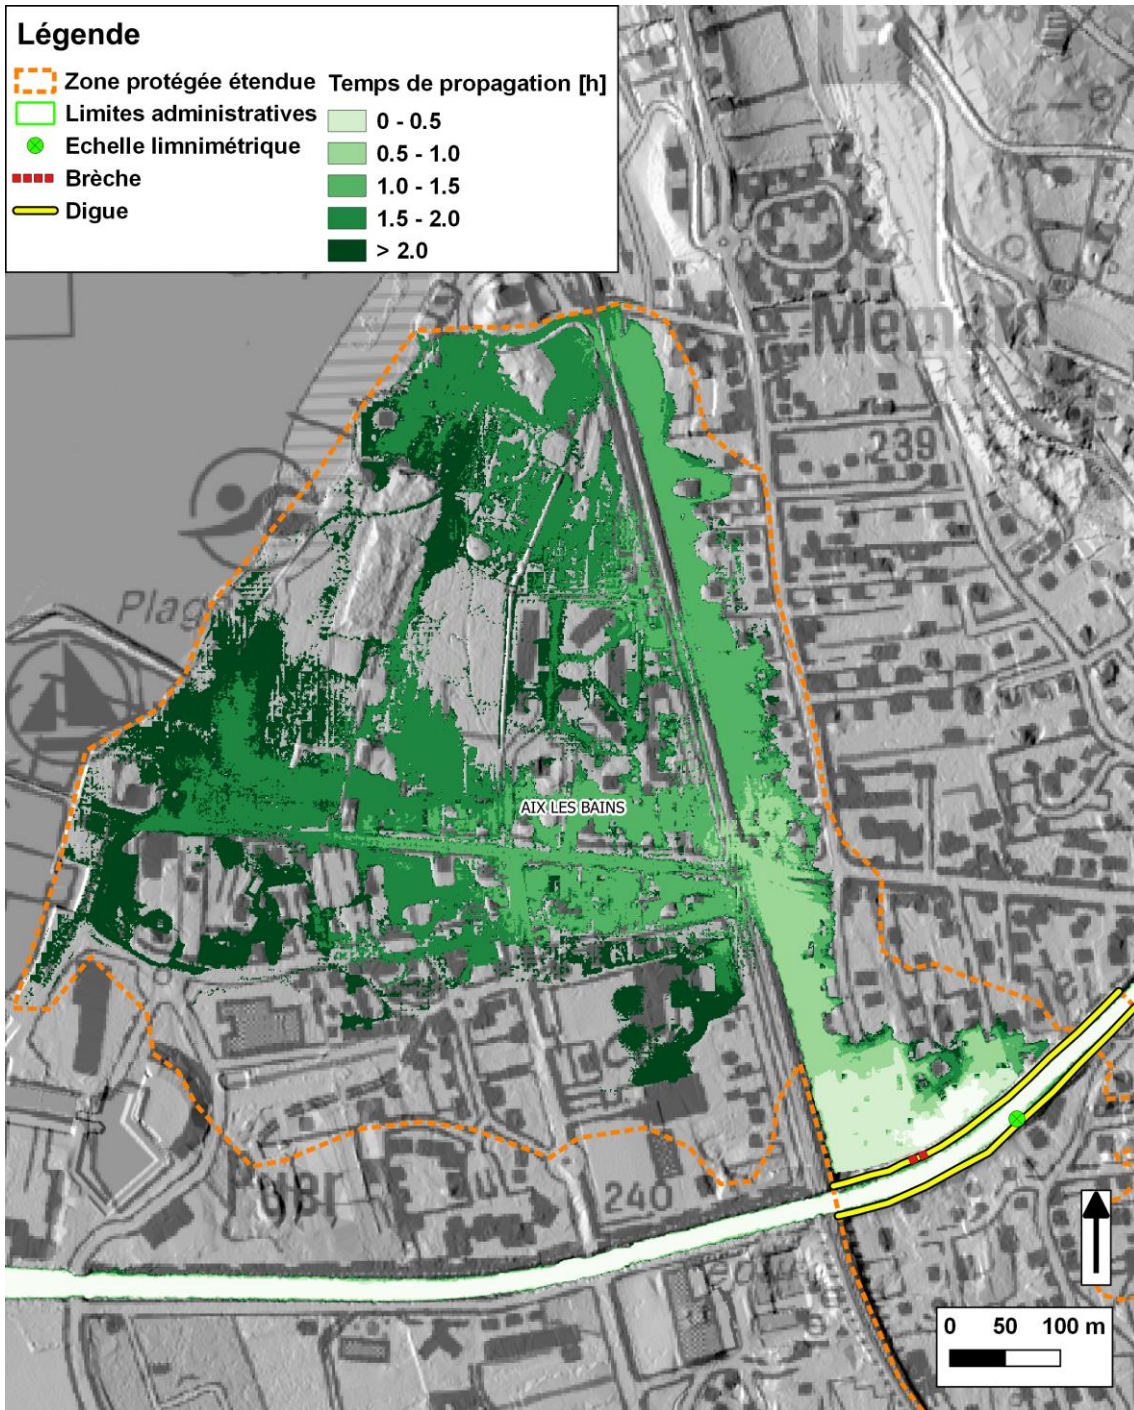 Légende
Zone protégée étendue
Limites administratives
Echelle limnimétrique
Brèche
Digue
Temps de propagation [h]
0 - 0.5
0.5 - 1.0
1.0 - 1.5
1.5 - 2.0
> 2.0
239
Plag
AIX LES BAINS
240
0 50 100 m